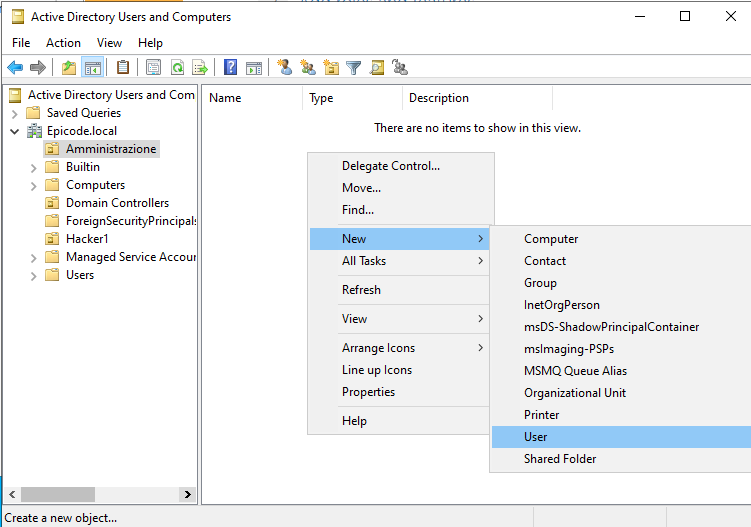 Active Directory Users and Computers
File Action View Help
Active Directory Users and Com
Saved Queries
Epicode.local
Amministrazione
Builtin
Computers
Domain Controllers
ForeignSecurityPrincipals
Hacker1
Managed Service Accour
Users
Name Type Description
There are no items to show in this view.
Delegate Control...
Move...
Find...
New
All Tasks
Refresh
View
Arrange Icons
Line up Icons
Properties
Help
Computer
Contact
Group
InetOrgPerson
msDS-ShadowPrincipalContainer
msImaging-PSPs
MSMQ Queue Alias
Organizational Unit
Printer
User
Shared Folder
Create a new object...